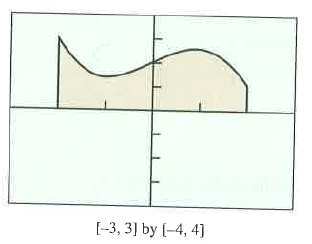 [–3, 3] by [–4, 4]